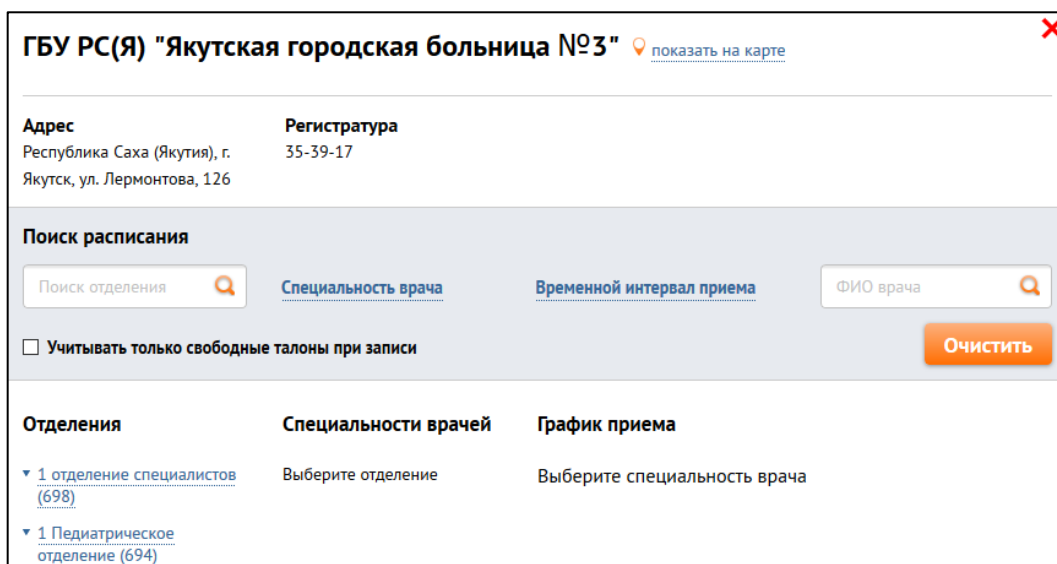 ГБУ РС(Я) "Якутская городская больница №3" показать на карте
Адрес
Республика Саха (Якутия), г.
Якутск, ул. Лермонтова, 126
Регистратура
35-39-17
Поиск расписания
Поиск отделения
Специальность врача
Временной интервал приема
ФИО врача
Учитывать только свободные талоны при записи
Очистить
Отделения
Специальности врачей
График приема
1 отделение специалистов
(698)
Выберите отделение
Выберите специальность врача
1 Педиатрическое
отделение (694)